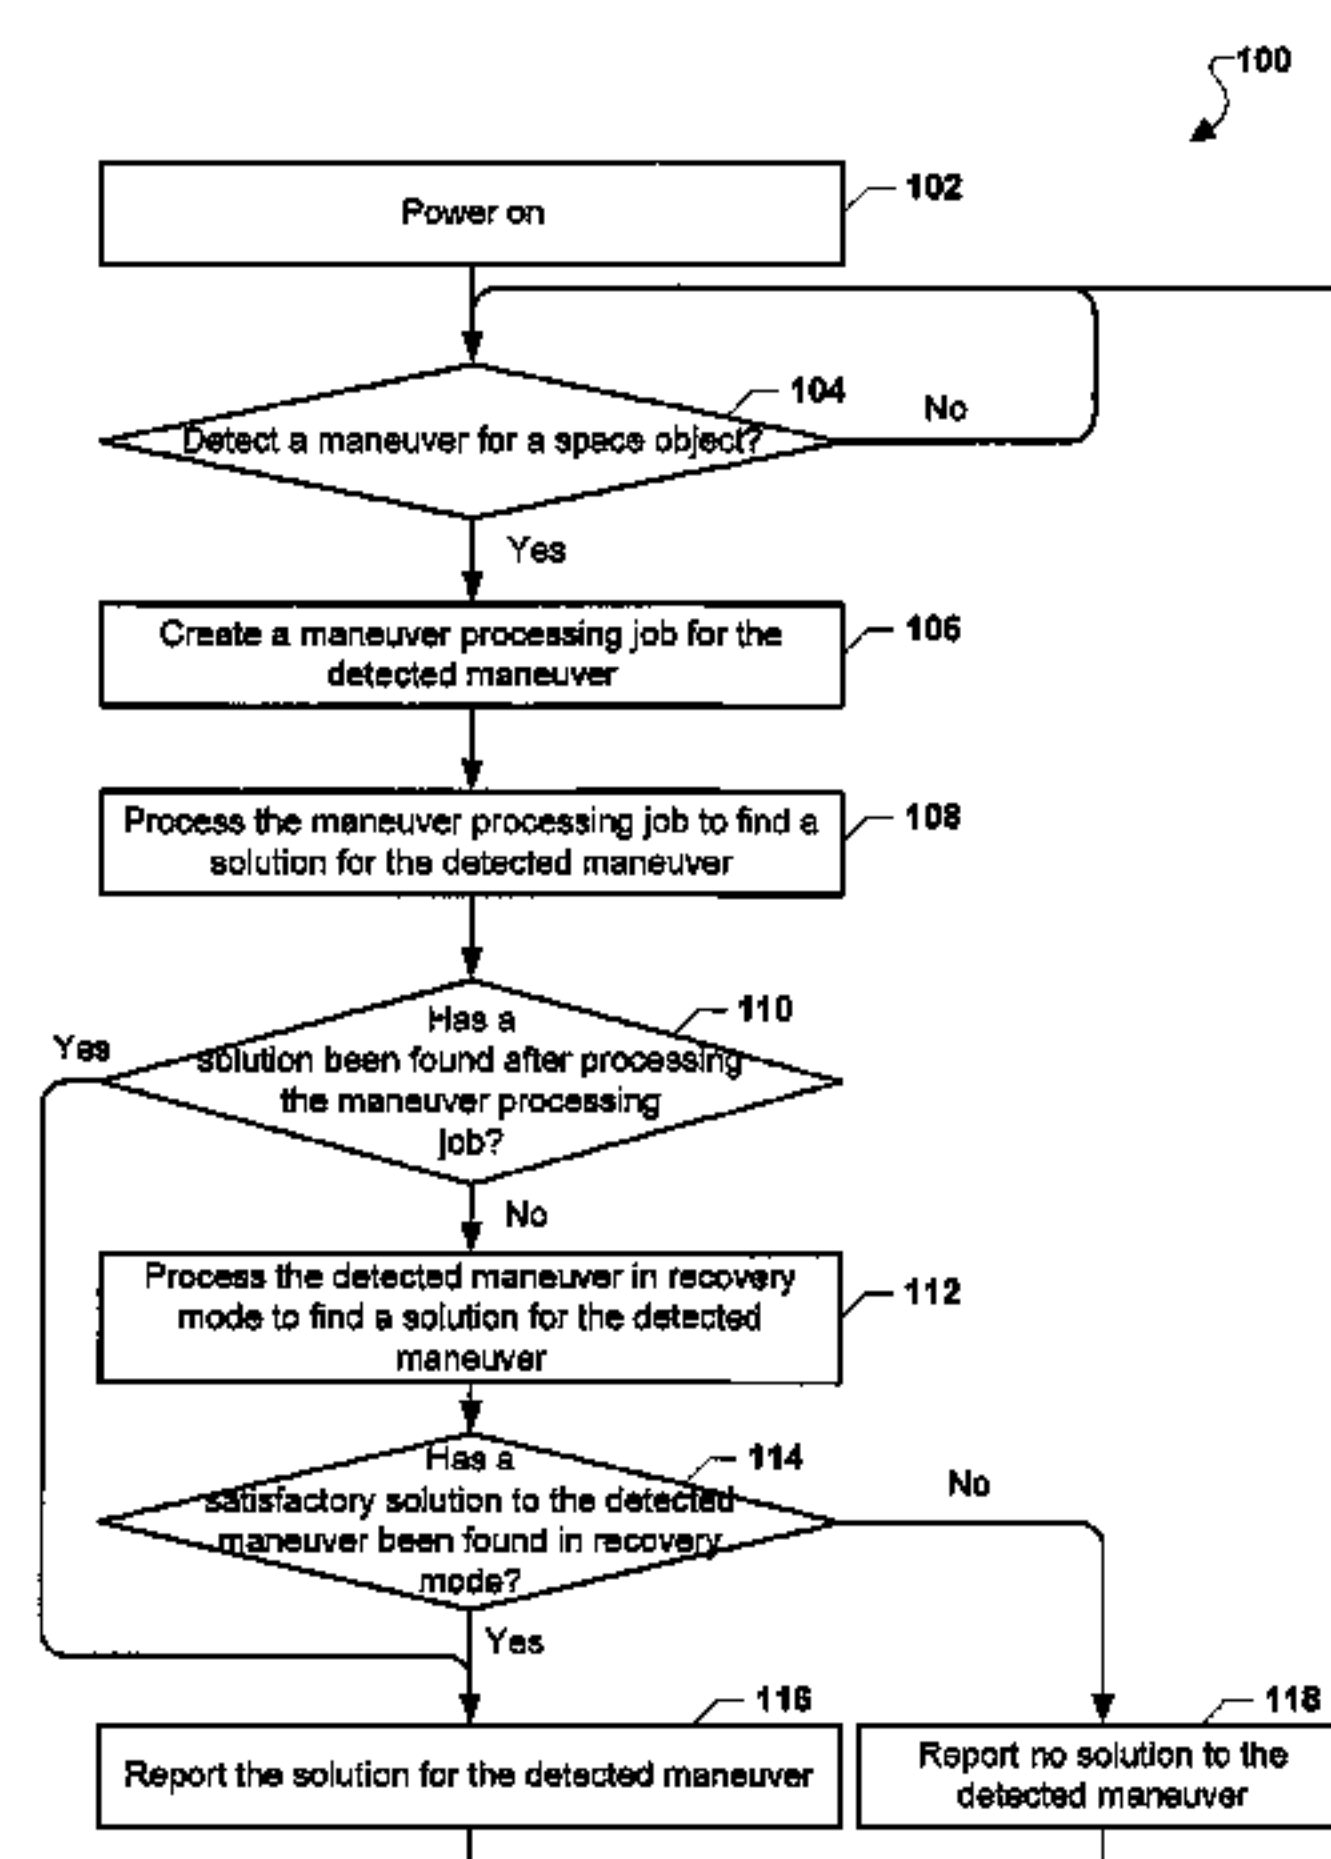 100
Power on
102
Detect a maneuver for a space object?
104
No
Yes
Create a maneuver processing job for the
detected maneuver
106
Process the maneuver processing job to find a
solution for the detected maneuver
108
Has a
solution been found after processing
the maneuver processing
job?
110
Yes
No
Process the detected maneuver in recovery
mode to find a solution for the detected
maneuver
112
Has a
satisfactory solution to the detected
maneuver been found in recovery
mode?
114
No
Yes
116
Report the solution for the detected maneuver
118
Report no solution to the
detected maneuver